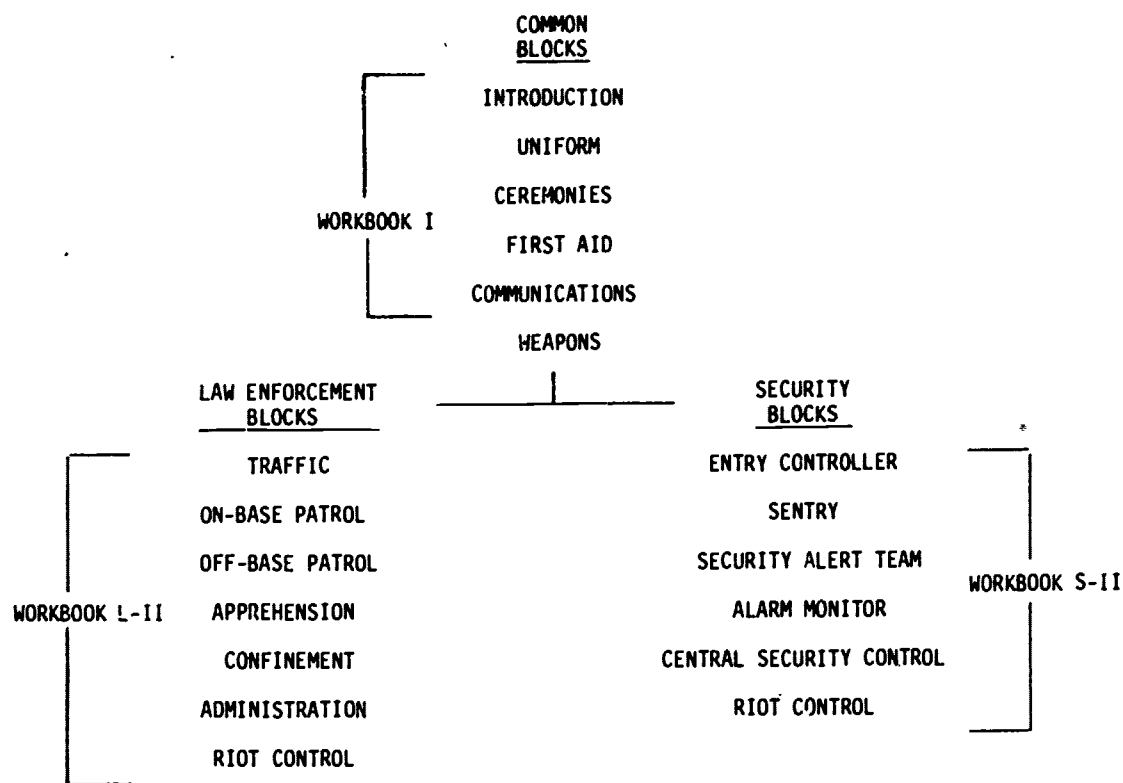 COMMON
BLOCKS
INTRODUCTION
UNIFORM
CEREMONIES
WORKBOOK I
FIRST AID
COMMUNICATIONS
WEAPONS
LAW ENFORCEMENT
BLOCKS
TRAFFIC
ON-BASE PATROL
OFF-BASE PATROL
WORKBOOK L-II
APPREHENSION
CONFINEMENT
ADMINISTRATION
RIOT CONTROL
SECURITY
BLOCKS
ENTRY CONTROLLER
SENTRY
SECURITY ALERT TEAM
WORKBOOK S-II
ALARM MONITOR
CENTRAL SECURITY CONTROL
RIOT CONTROL